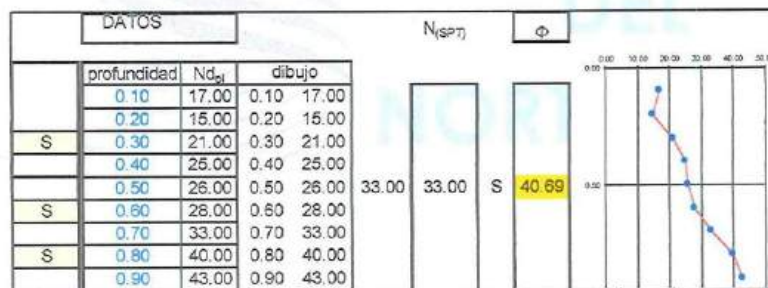 DATOS N(SPT) Φ
profundidad Nd_pl dibujo
0.10 17.00 0.10 17.00
0.20 15.00 0.20 15.00
S 0.30 21.00 0.30 21.00
0.40 25.00 0.40 25.00
0.50 26.00 0.50 26.00 33.00 33.00 S 40.69
S 0.60 28.00 0.60 28.00
0.70 33.00 0.70 33.00
S 0.80 40.00 0.80 40.00
0.90 43.00 0.90 43.00
0.00 10.00 20.00 30.00 40.00 50.0
0.00
0.50
DEL
NORT